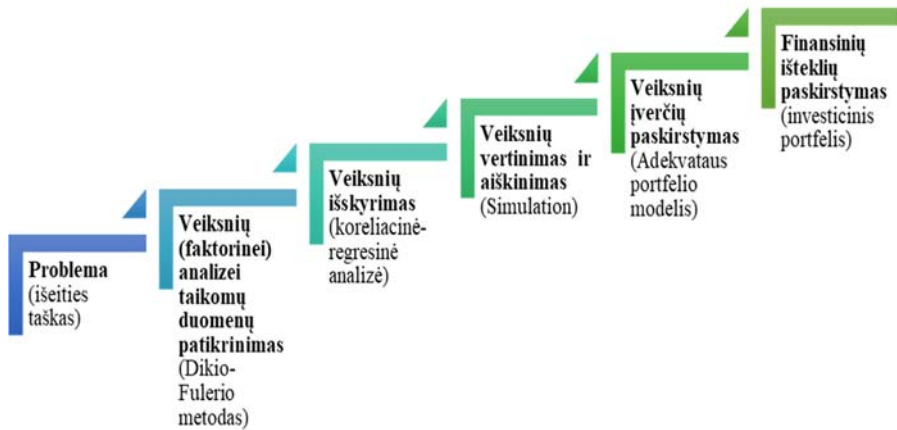 Problema
(išeities
taškas)
Veiksnių
(faktorinei)
analizei
taikomų
duomenų
patikrinimas
(Dikio-
Fulerio
metodas)
Veiksnių
išskyrimas
(koreliacinė-
regresinė
analizė)
Veiksnių
vertinimas ir
aiškinimas
(Simulation)
Veiksnių
įverčių
paskirstymas
(Adekvataus
portfelio
modelis)
Finansinių
išteklių
paskirstymas
(investicinis
portfelis)